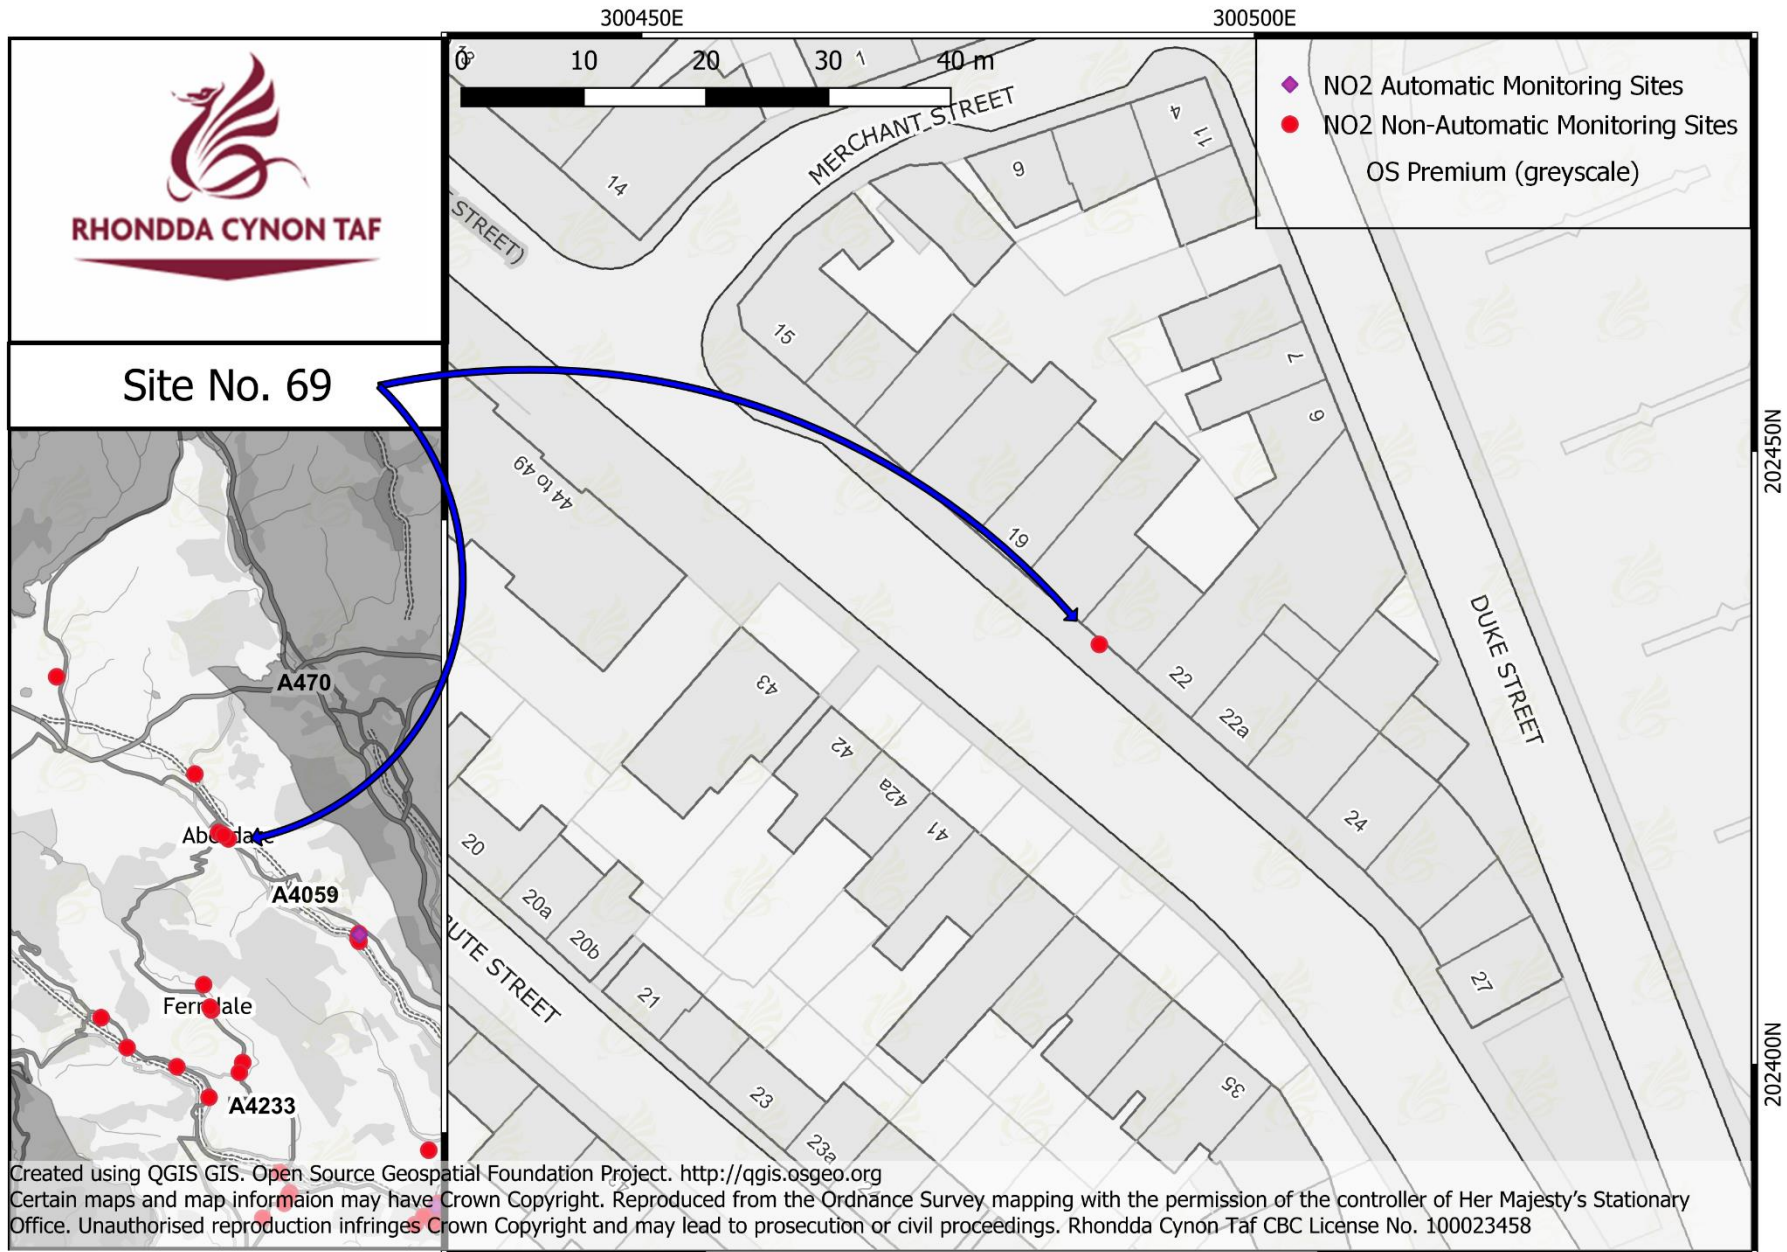 300450E
300500E
RHONDDA CYNON TAF
Site No. 69
0 10 20 30 40 m
NO2 Automatic Monitoring Sites
NO2 Non-Automatic Monitoring Sites
OS Premium (greyscale)
202450N
202400N
MERCHANT STREET
STREET)
DUKE STREET
BUTE STREET
1
14
4
11
6
15
7
9
44 to 49
19
43
22
22a
42
42a
41
24
20
20a
20b
21
27
23
23a
35
A470
A4059
Ferndale
A4233
Created using QGIS GIS. Open Source Geospatial Foundation Project. http://qgis.osgeo.org
Certain maps and map informaion may have Crown Copyright. Reproduced from the Ordnance Survey mapping with the permission of the controller of Her Majesty's Stationary
Office. Unauthorised reproduction infringes Crown Copyright and may lead to prosecution or civil proceedings. Rhondda Cynon Taf CBC License No. 100023458